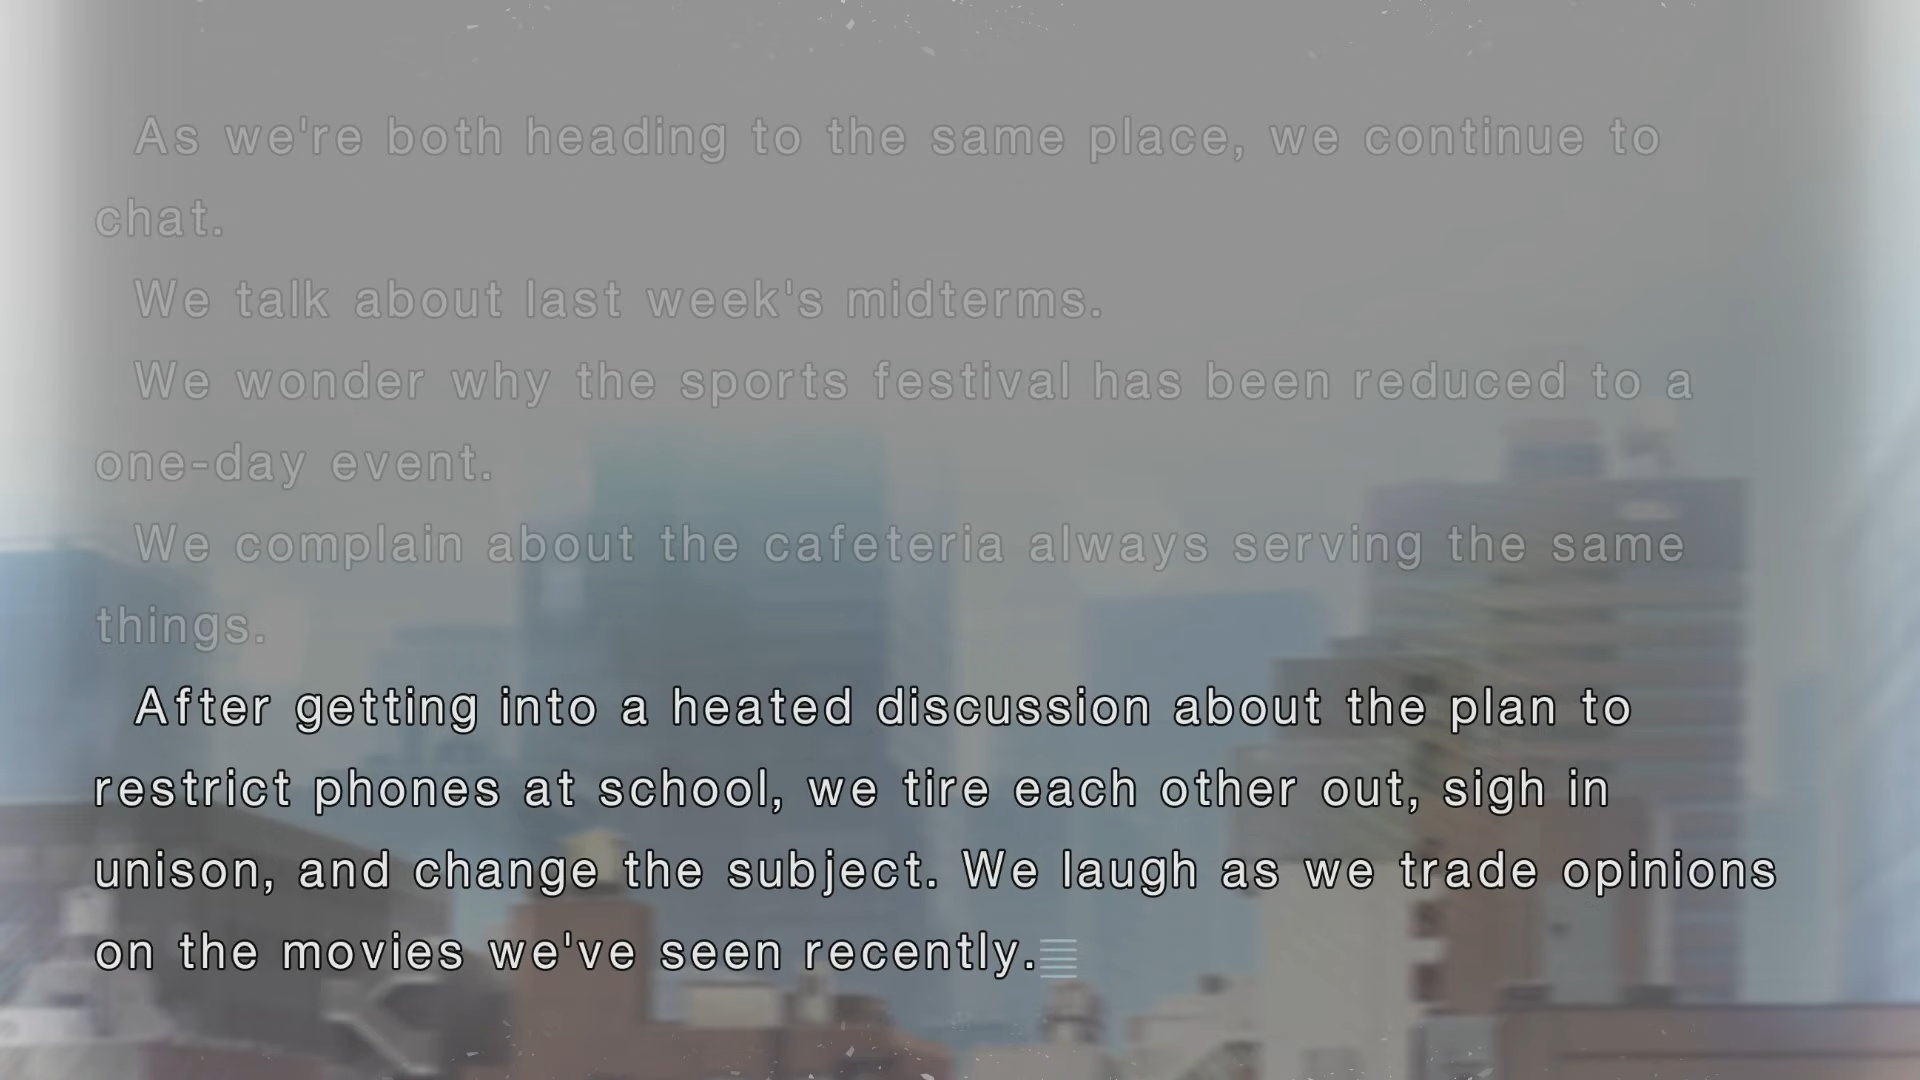 As we're both heading to the same place, we continue to
chat.
We talk about last week's midterms.
We wonder why the sports festival has been reduced to a
one-day event.
We complain about the cafeteria always serving the same
things.
After getting into a heated discussion about the plan to
restrict phones at school, we tire each other out, sigh in
unison, and change the subject. We laugh as we trade opinions
on the movies we've seen recently.